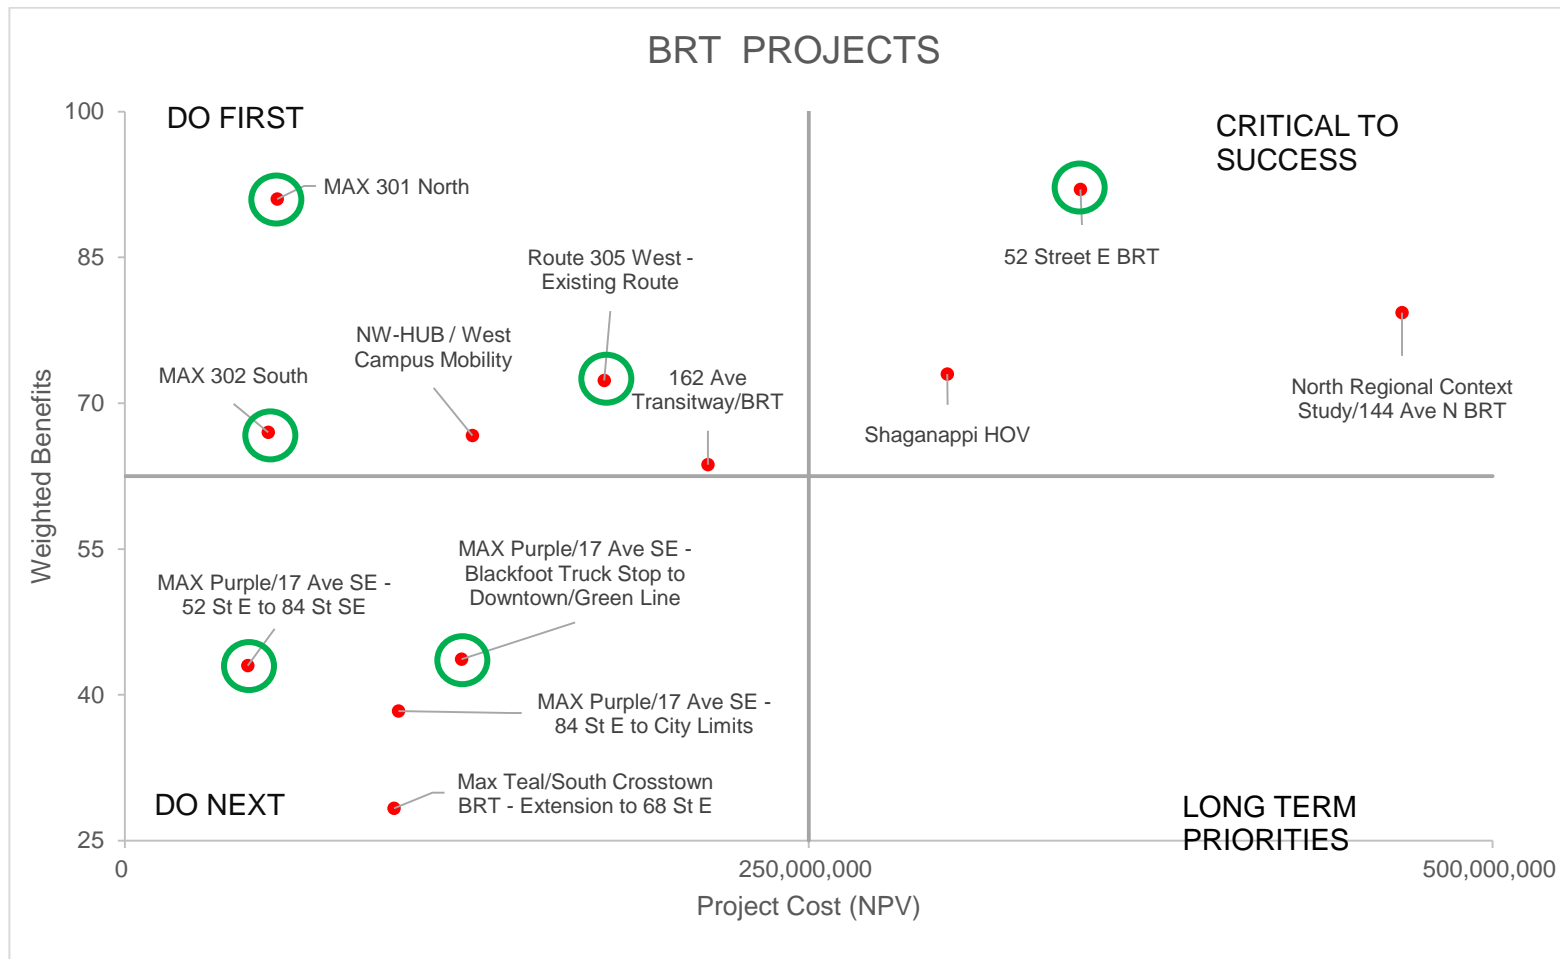 BRT PROJECTS
100
DO FIRST
CRITICAL TO
SUCCESS
MAX 301 North
85
Route 305 West -
Existing Route
52 Street E BRT
NW-HUB / West
Campus Mobility
MAX 302 South
162 Ave
Transitway/BRT
70
North Regional Context
Study/144 Ave N BRT
Shaganappi HOV
Weighted Benefits
55
MAX Purple/17 Ave SE -
Blackfoot Truck Stop to
Downtown/Green Line
MAX Purple/17 Ave SE -
52 St E to 84 St SE
40
MAX Purple/17 Ave SE -
84 St E to City Limits
Max Teal/South Crosstown
BRT - Extension to 68 St E
DO NEXT
LONG TERM
PRIORITIES
25
0
250,000,000
500,000,000
Project Cost (NPV)